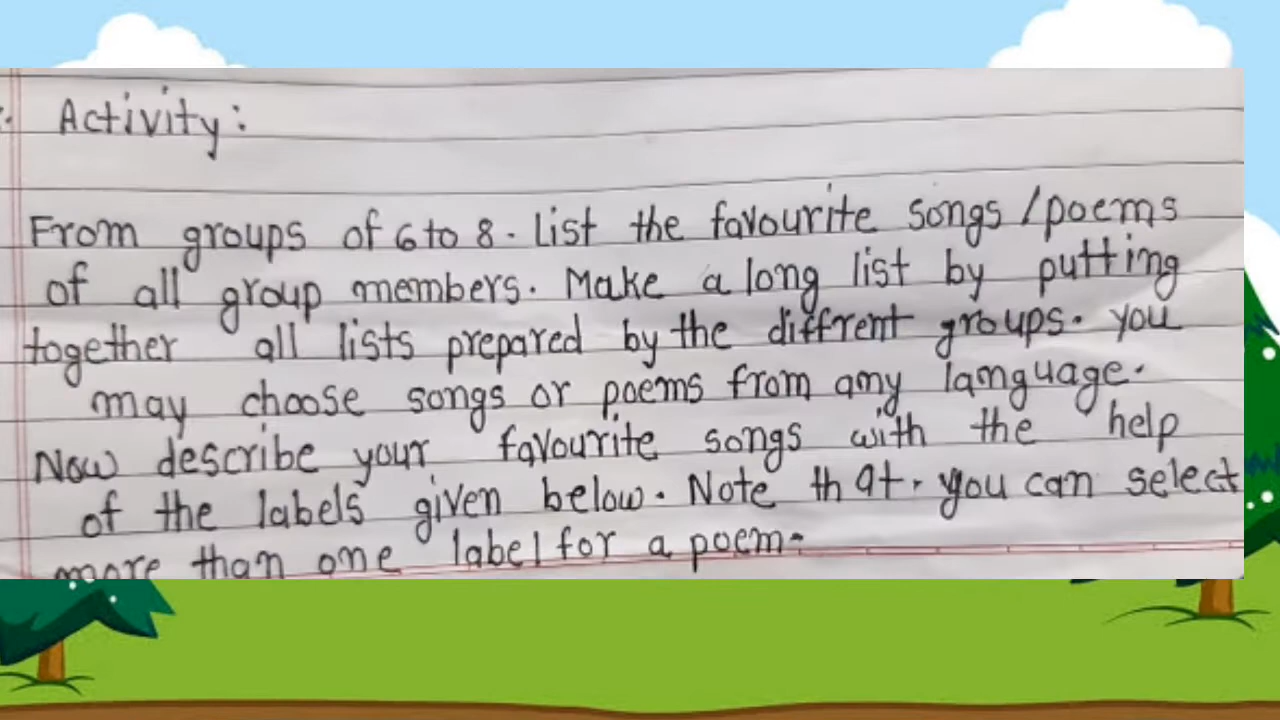 Activity:
From groups of 6 to 8. List the favourite songs /poems
of all group members. Make a long list by putting
together all lists prepared by the diffrent groups. you
may choose songs or poems from any language.
Now describe your favourite songs with the help
of the labels given below. Note that, you can select
more than one label for a poem.